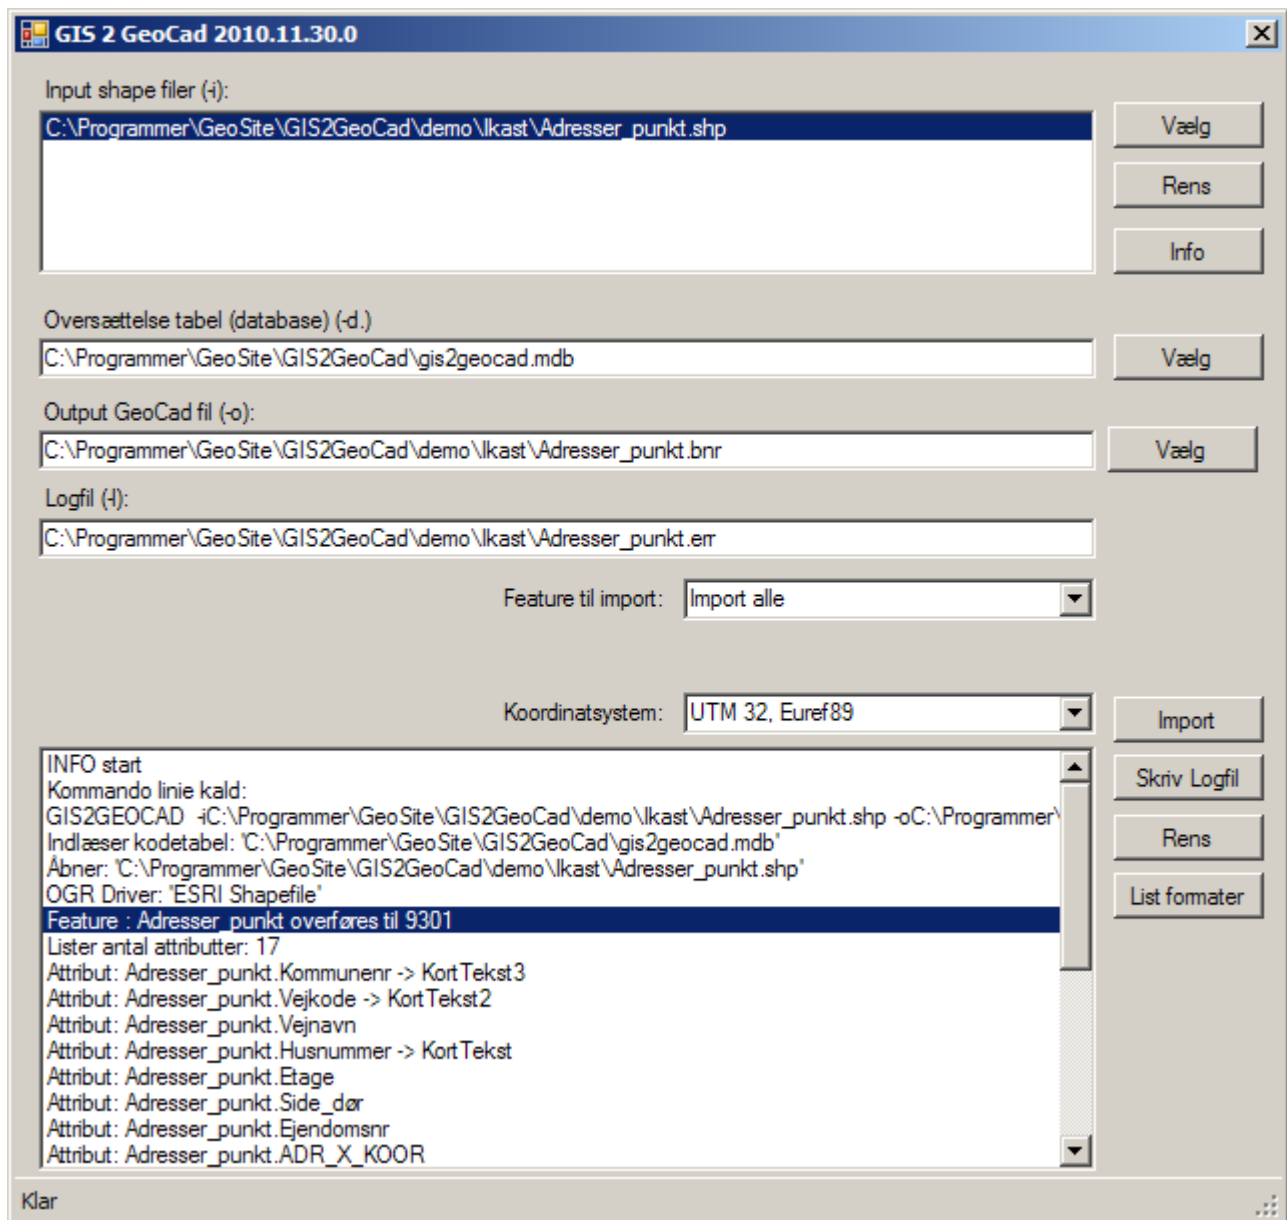 GIS 2 GeoCad 2010.11.30.0
Input shape filer (-i):
C:\Programmer\GeoSite\GIS2GeoCad\demo\Ikast\Adresser_punkt.shp
Vælg
Rens
Info
Oversættelse tabel (database) (-d.)
C:\Programmer\GeoSite\GIS2GeoCad\gis2geocad.mdb
Vælg
Output GeoCad fil (-o):
C:\Programmer\GeoSite\GIS2GeoCad\demo\Ikast\Adresser_punkt.bnr
Vælg
Logfil (-l):
C:\Programmer\GeoSite\GIS2GeoCad\demo\Ikast\Adresser_punkt.err
Feature til import: Import alle
Koordinatsystem: UTM 32, Euref89
Import
Skriv Logfil
Rens
List formater
INFO start
Kommando linie kald:
GIS2GEOCAD -iC:\Programmer\GeoSite\GIS2GeoCad\demo\Ikast\Adresser_punkt.shp -oC:\Programmer\
Indlæser kodetabel: 'C:\Programmer\GeoSite\GIS2GeoCad\gis2geocad.mdb'
Åbner: 'C:\Programmer\GeoSite\GIS2GeoCad\demo\Ikast\Adresser_punkt.shp'
OGR Driver: 'ESRI Shapefile'
Feature : Adresser_punkt overføres til 9301
Lister antal attributter: 17
Attribut: Adresser_punkt.Kommunenr -> KortTekst3
Attribut: Adresser_punkt.Vejkode -> KortTekst2
Attribut: Adresser_punkt.Vejnavn
Attribut: Adresser_punkt.Husnummer -> KortTekst
Attribut: Adresser_punkt.Etage
Attribut: Adresser_punkt.Side_dør
Attribut: Adresser_punkt.Ejendomsnr
Attribut: Adresser_punkt.ADR_X_KOOR
Klar